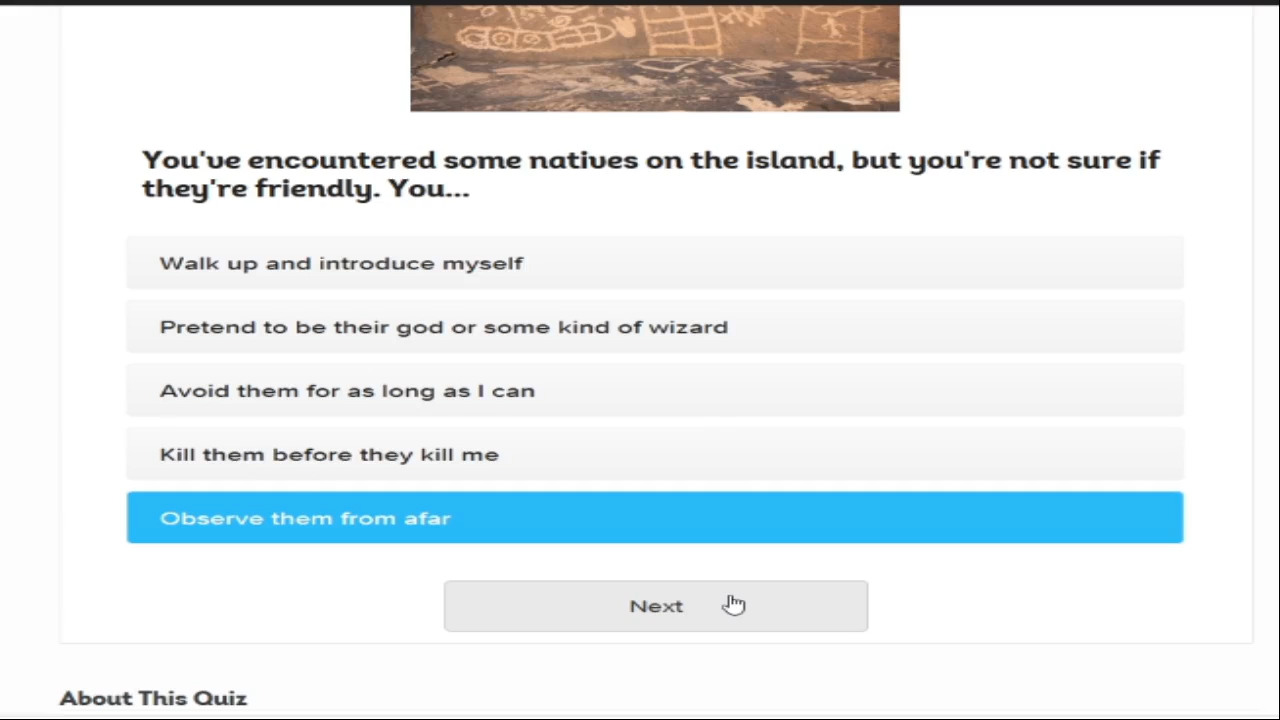 You've encountered some natives on the island, but you're not sure if
they're friendly. You...
Walk up and introduce myself
Pretend to be their god or some kind of wizard
Avoid them for as long as I can
Kill them before they kill me
Observe them from afar
Next
About This Quiz